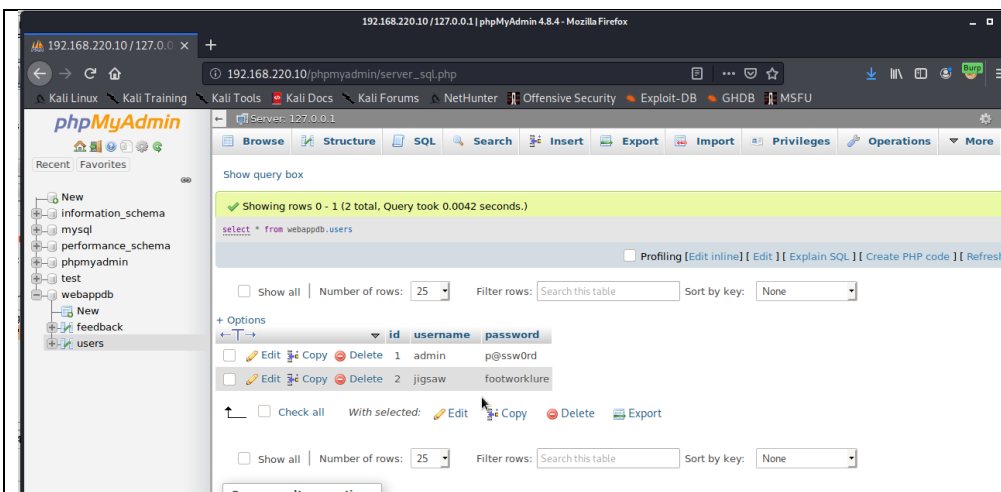 192.168.220.10 / 127.0.0.1 | phpMyAdmin 4.8.4 - Mozilla Firefox
192.168.220.10 / 127.0.0 × +
192.168.220.10/phpmyadmin/server_sql.php
Burp
Kali Linux Kali Training Kali Tools Kali Docs Kali Forums NetHunter Offensive Security Exploit-DB GHDB MSFU
phpMyAdmin
Recent Favorites
New
information_schema
mysql
performance_schema
phpmyadmin
test
webappdb
New
feedback
users
Server: 127.0.0.1
Browse Structure SQL Search Insert Export Import Privileges Operations More
Show query box
Showing rows 0 - 1 (2 total, Query took 0.0042 seconds.)
select * from webappdb.users
Profiling [Edit inline] [ Edit ] [ Explain SQL ] [ Create PHP code ] [ Refresh
Show all | Number of rows: 25 Filter rows: Search this table Sort by key: None
+ Options
←T→ id username password
Edit Copy Delete 1 admin p@ssw0rd
Edit Copy Delete 2 jigsaw footworklure
Check all With selected: Edit Copy Delete Export
Show all | Number of rows: 25 Filter rows: Search this table Sort by key: None